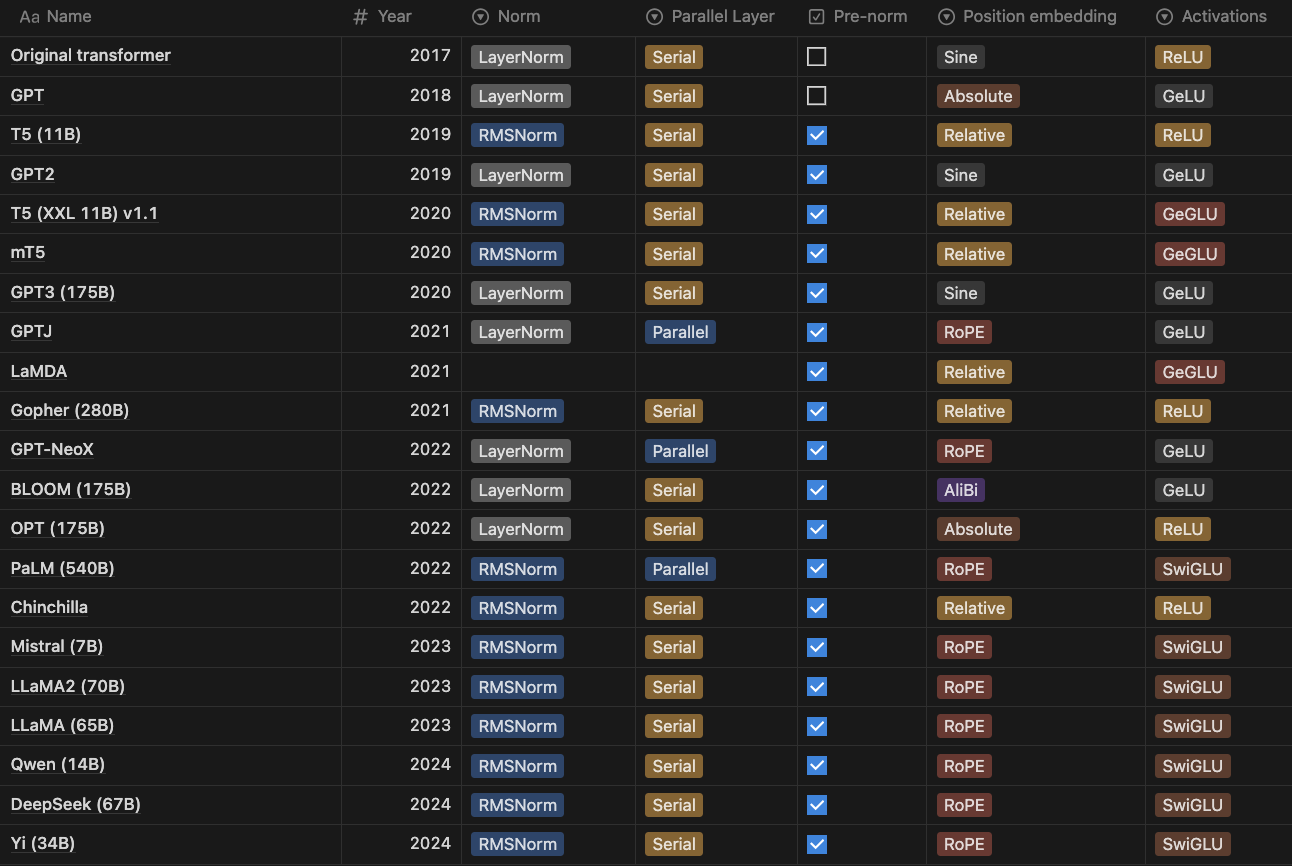 Aa Name # Year Norm Parallel Layer Pre-norm Position embedding Activations
Original transformer 2017 LayerNorm Serial Sine ReLU
GPT 2018 LayerNorm Serial Absolute GeLU
T5 (11B) 2019 RMSNorm Serial Relative ReLU
GPT2 2019 LayerNorm Serial Sine GeLU
T5 (XXL 11B) v1.1 2020 RMSNorm Serial Relative GeGLU
mT5 2020 RMSNorm Serial Relative GeGLU
GPT3 (175B) 2020 LayerNorm Serial Sine GeLU
GPTJ 2021 LayerNorm Parallel RoPE GeLU
LaMDA 2021 Relative GeGLU
Gopher (280B) 2021 RMSNorm Serial Relative ReLU
GPT-NeoX 2022 LayerNorm Parallel RoPE GeLU
BLOOM (175B) 2022 LayerNorm Serial AliBi GeLU
OPT (175B) 2022 LayerNorm Serial Absolute ReLU
PaLM (540B) 2022 RMSNorm Parallel RoPE SwiGLU
Chinchilla 2022 RMSNorm Serial Relative ReLU
Mistral (7B) 2023 RMSNorm Serial RoPE SwiGLU
LLaMA2 (70B) 2023 RMSNorm Serial RoPE SwiGLU
LLaMA (65B) 2023 RMSNorm Serial RoPE SwiGLU
Qwen (14B) 2024 RMSNorm Serial RoPE SwiGLU
DeepSeek (67B) 2024 RMSNorm Serial RoPE SwiGLU
Yi (34B) 2024 RMSNorm Serial RoPE SwiGLU